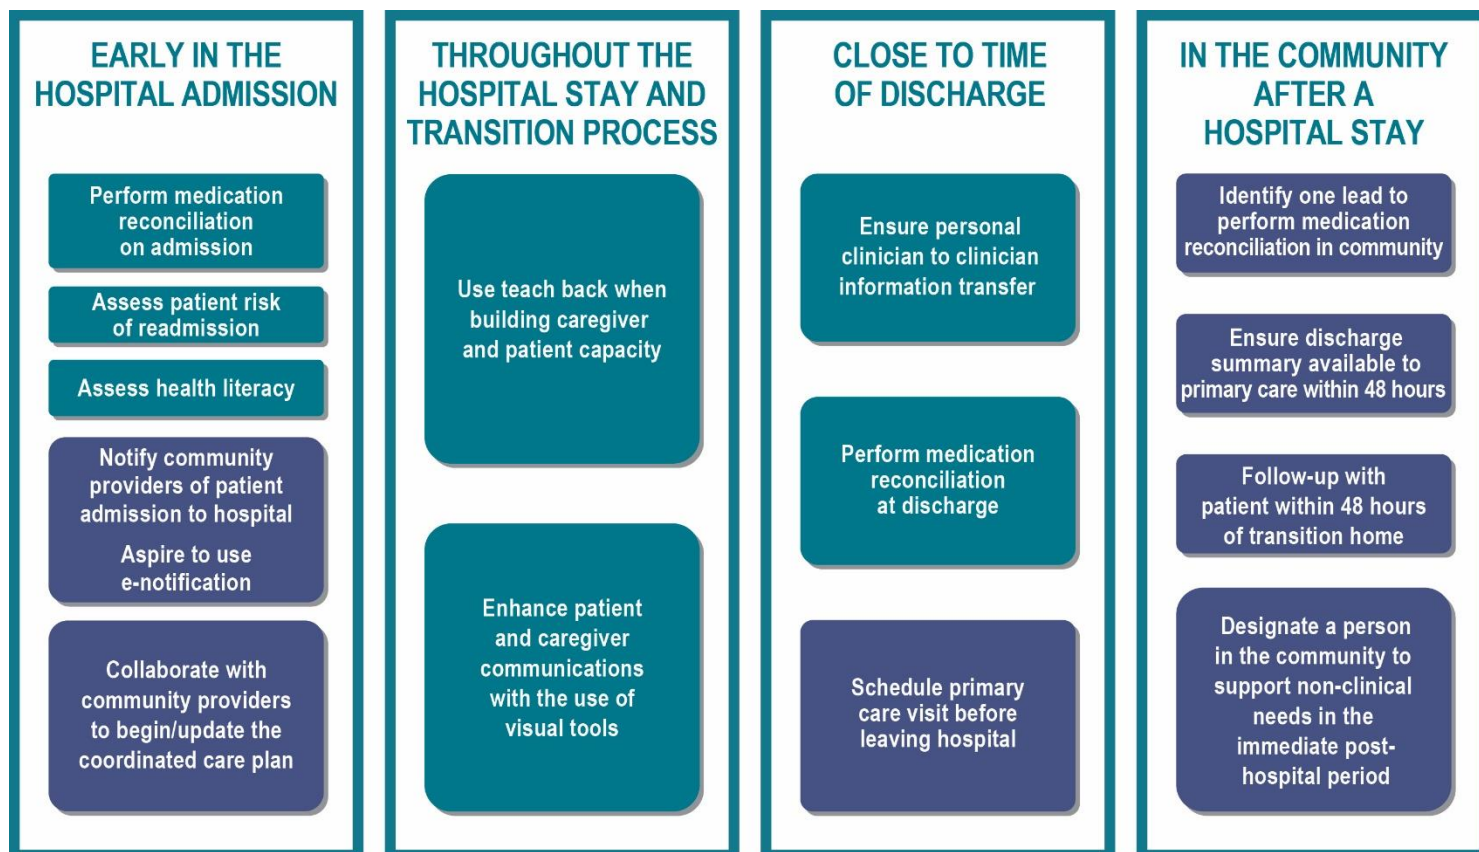 EARLY IN THE
HOSPITAL ADMISSION
Perform medication
reconciliation
on admission
Assess patient risk
of readmission
Assess health literacy
Notify community
providers of patient
admission to hospital
Aspire to use
e-notification
Collaborate with
community providers
to begin/update the
coordinated care plan
THROUGHOUT THE
HOSPITAL STAY AND
TRANSITION PROCESS
Use teach back when
building caregiver
and patient capacity
Enhance patient
and caregiver
communications
with the use of
visual tools
CLOSE TO TIME
OF DISCHARGE
Ensure personal
clinician to clinician
information transfer
Perform medication
reconciliation
at discharge
Schedule primary
care visit before
leaving hospital
IN THE COMMUNITY
AFTER A
HOSPITAL STAY
Identify one lead to
perform medication
reconciliation in community
Ensure discharge
summary available to
primary care within 48 hours
Follow-up with
patient within 48 hours
of transition home
Designate a person
in the community to
support non-clinical
needs in the
immediate post-
hospital period